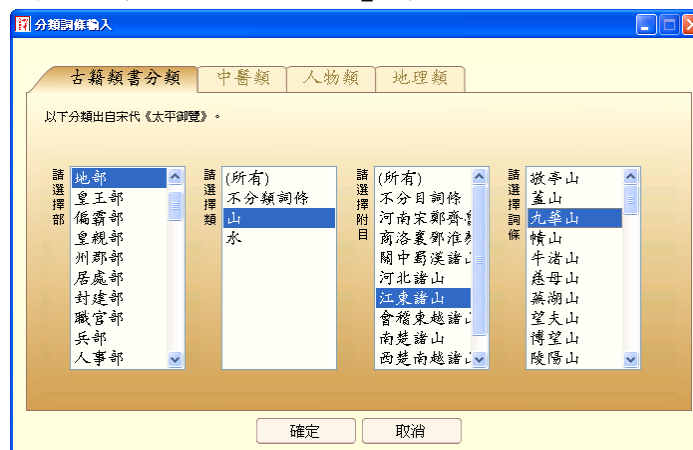 分類詞條輸入
古籍類書分類
中醫類
人物類
地理類
以下分類出自宋代《太平御覽》。
請選擇部
地部
皇王部
偏霸部
皇親部
州郡部
居處部
封建部
職官部
兵部
人事部
請選擇類
(所有)
不分類詞條
山
水
請選擇附目
(所有)
不分目詞條
河南宋鄭齊魯
商洛襄鄧淮蔡
關中蜀漢諸山
河北諸山
江東諸山
會稽東越諸山
南楚諸山
西楚南越諸山
請選擇詞條
敬亭山
蓋山
九華山
幘山
牛渚山
慈母山
蕪湖山
望夫山
博望山
陵陽山
確定
取消